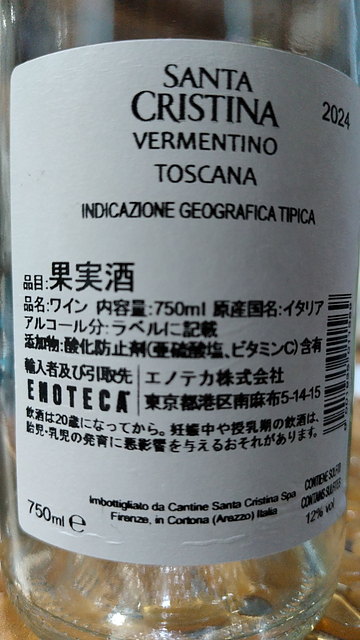 SANTA
CRISTINA
2024
VERMENTINO
TOSCANA
INDICAZIONE GEOGRAFICA TIPICA
品目:果実酒
品名:ワイン 内容量:750ml 原産国名:イタリア
アルコール分:ラベルに記載
添加物:酸化防止剤(亜硫酸塩、ビタミンC)含有
輸入者及び引取先 エノテカ株式会社
ENOTECA 東京都港区南麻布5-14-15
飲酒は20歳になってから。妊娠中や授乳期の飲酒は、
胎児・乳児の発育に悪影響を与えるおそれがあります。
Imbottigliato da Cantine Santa Cristina Spa
Firenze, in Cortona (Arezzo) Italia
CONTIENE SOLFITI
CONTAINS SULFITES
750ml ℮
12% vol